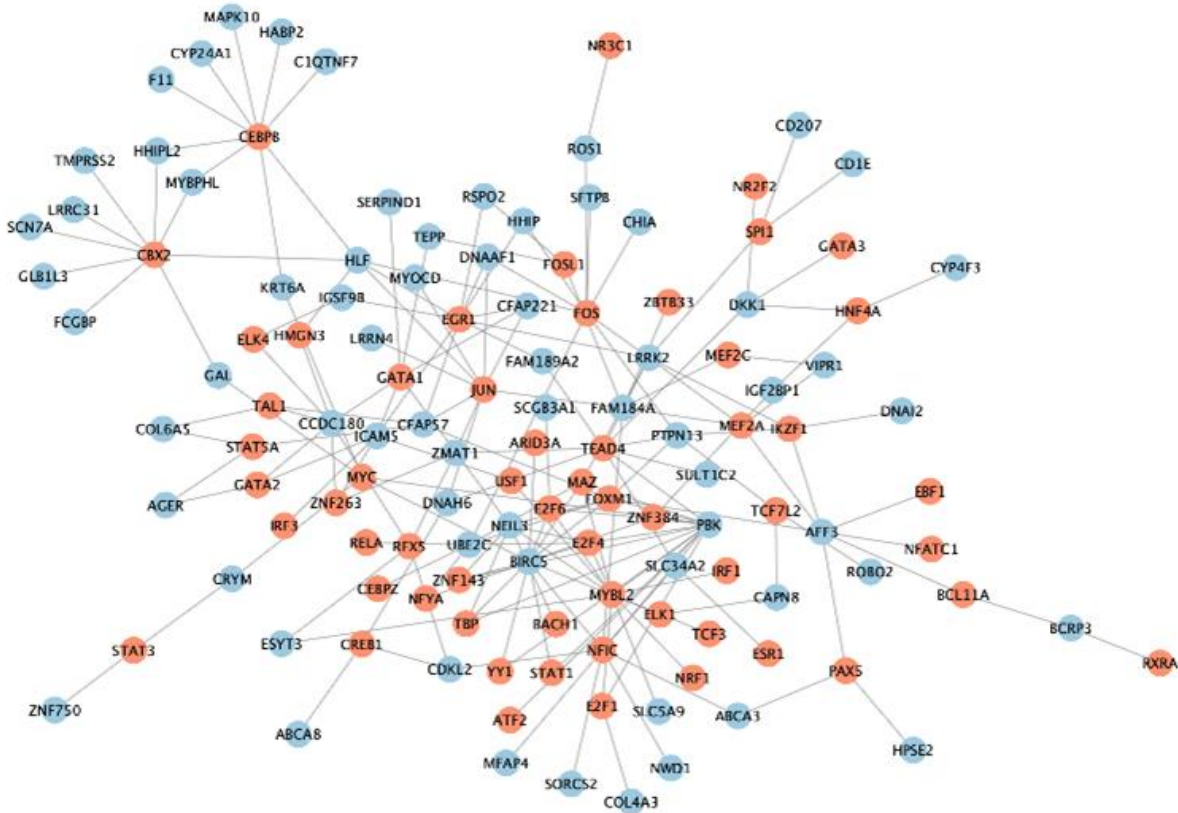 MAPK10
HABP2
CYP24A1
C1QTNF7
F11
NR3C1
CEBPB
CD207
HHIPL2
TMPRSS2
ROS1
CD1E
MYBPHL
NR2F2
LRRC31
SERPIND1
RSPO2
SFTPB
SCN7A
HHIP
CHIA
SPI1
TEPP
GATA3
CBX2
HLF
DNAAF1
FOSL1
GLB1L3
MYOCD
CYP4F3
KRT6A
IGSF9B
ZBTB33
DKK1
HNF4A
FCGBP
CFAP221
EGR1
FOS
ELK4
HMGN3
LRRN4
FAM189A2
LRRK2
MEF2C
VIPR1
GAL
GATA1
JUN
IGF2BP1
TAL1
SCGB3A1
FAM184A
DNAI2
COL6A5
CCDC180
CFAP57
ICAM5
PTPN13
MEF2A
IKZF1
STAT5A
ARID3A
TEAD4
ZMAT1
MYC
USF1
MAZ
SULT1C2
AGER
GATA2
ZNF263
DNAH6
FOXM1
EBF1
E2F6
TCF7L2
IRF3
NEIL3
ZNF384
PBK
AFF3
RELA
RFX5
UBE2C
E2F4
NFATC1
BIRC5
SLC34A2
CRYM
ZNF143
IRF1
ROBO2
CEBPZ
NFYA
MYBL2
CAPN8
BCL11A
ELK1
TBP
BACH1
TCF3
BCRP3
STAT3
ESYT3
CREB1
NFIC
ESR1
CDKL2
YY1
STAT1
NRF1
PAX5
RXRA
ZNF750
E2F1
SLC5A9
ABCA3
ATF2
ABCA8
HPSE2
MFAP4
NWD1
SORCS2
COL4A3